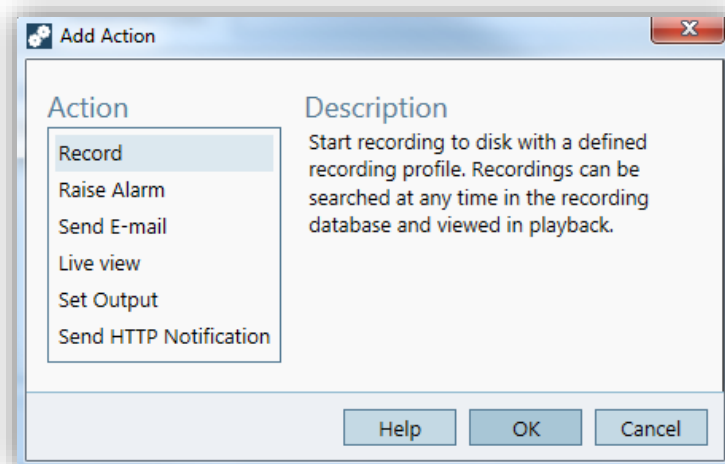 Add Action
Action
Record
Raise Alarm
Send E-mail
Live view
Set Output
Send HTTP Notification
Description
Start recording to disk with a defined
recording profile. Recordings can be
searched at any time in the recording
database and viewed in playback.
Help
OK
Cancel